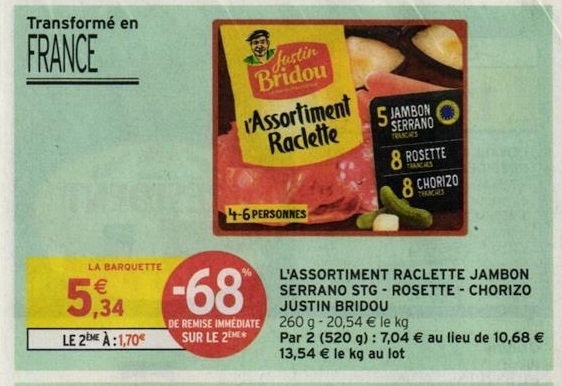 Transformé en
FRANCE
Justin
Bridou
l'Assortiment
Raclette
5 JAMBON
SERRANO
TRANCHES
8 ROSETTE
TRANCHES
8 CHORIZO
TRANCHES
4-6 PERSONNES
LA BARQUETTE
5€,34
LE 2ÈME À : 1,70€
-68%
DE REMISE IMMÉDIATE
SUR LE 2ÈME*
L'ASSORTIMENT RACLETTE JAMBON
SERRANO STG - ROSETTE - CHORIZO
JUSTIN BRIDOU
260 g - 20,54 € le kg
Par 2 (520 g) : 7,04 € au lieu de 10,68 €
13,54 € le kg au lot